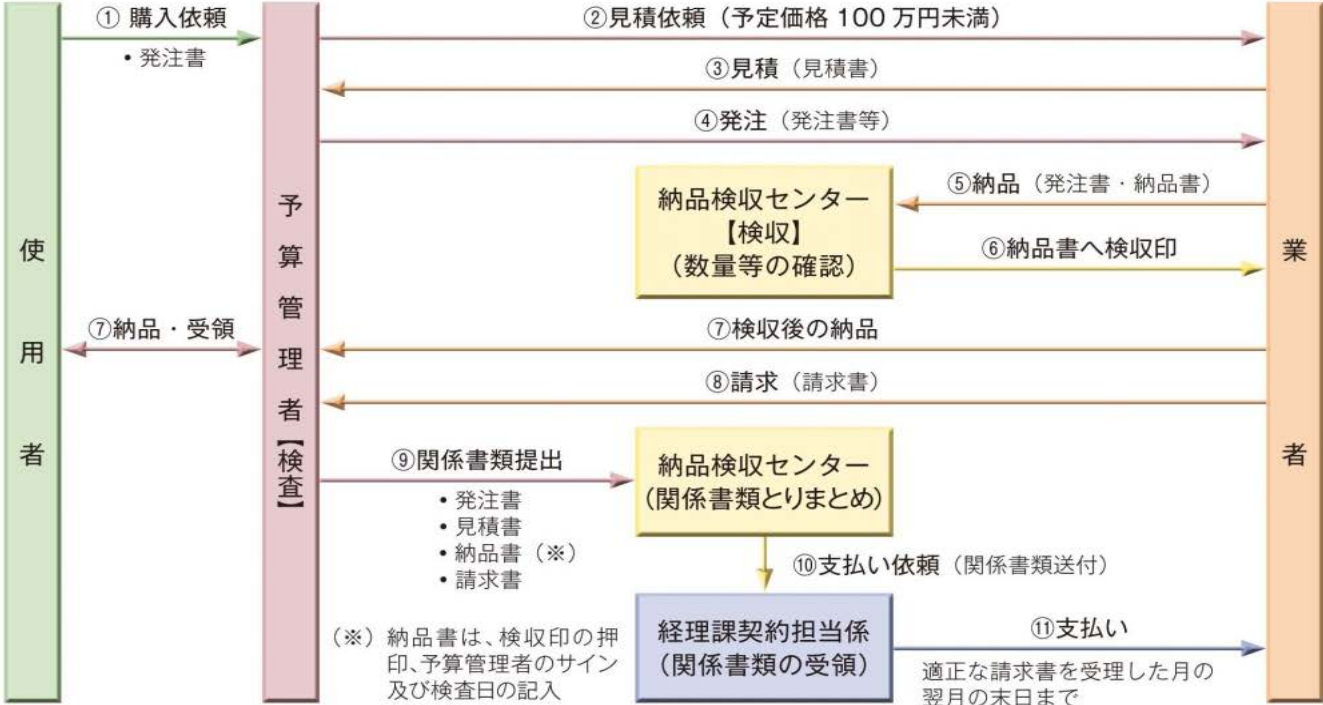 ① 購入依頼
• 発注書
②見積依頼（予定価格 100 万円未満）
③見積（見積書）
④発注（発注書等）
⑤納品（発注書・納品書）
納品検収センター
【検収】
（数量等の確認）
⑥納品書へ検収印
使用者
予算管理者【検査】
業者
⑦納品・受領
⑦検収後の納品
⑧請求（請求書）
⑨関係書類提出
• 発注書
• 見積書
• 納品書（※）
• 請求書
納品検収センター
（関係書類とりまとめ）
⑩支払い依頼（関係書類送付）
（※）納品書は、検収印の押
印、予算管理者のサイン
及び検査日の記入
経理課契約担当係
（関係書類の受領）
⑪支払い
適正な請求書を受理した月の
翌月の末日まで